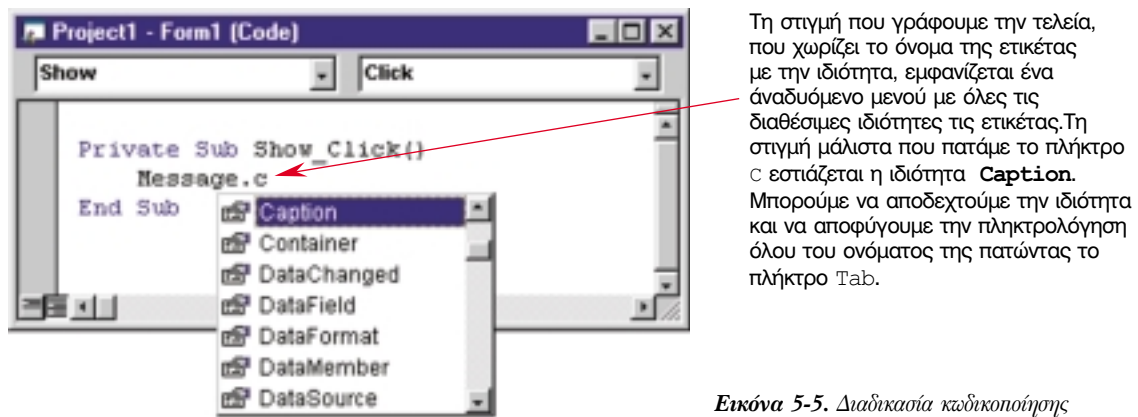 Project1 - Form1 (Code)
Show
Click
Private Sub Show_Click()
Message.c
End Sub
Caption
Container
DataChanged
DataField
DataFormat
DataMember
DataSource
Τη στιγμή που γράφουμε την τελεία,
που χωρίζει το όνομα της ετικέτας
με την ιδιότητα, εμφανίζεται ένα
άναδυόμενο μενού με όλες τις
διαθέσιμες ιδιότητες τις ετικέτας.Τη
στιγμή μάλιστα που πατάμε το πλήκτρο
C εστιάζεται η ιδιότητα Caption.
Μπορούμε να αποδεχτούμε την ιδιότητα
και να αποφύγουμε την πληκτρολόγηση
όλου του ονόματος της πατώντας το
πλήκτρο Tab.
Εικόνα 5-5. Διαδικασία κωδικοποίησης